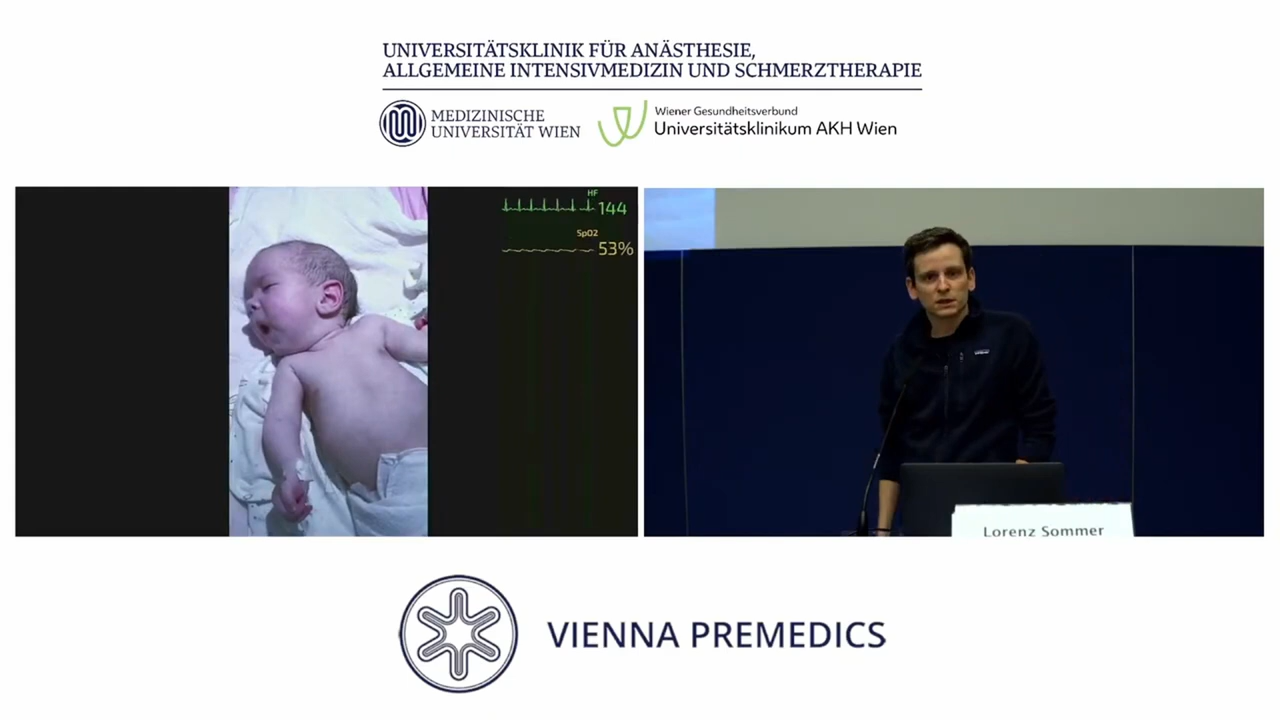 UNIVERSITÄTSKLINIK FÜR ANÄSTHESIE,
ALLGEMEINE INTENSIVMEDIZIN UND SCHMERZTHERAPIE
MEDIZINISCHE
UNIVERSITÄT WIEN
Wiener Gesundheitsverbund
Universitätsklinikum AKH Wien
HF
144
SpO2
53%
Lorenz Sommer
VIENNA PREMEDICS